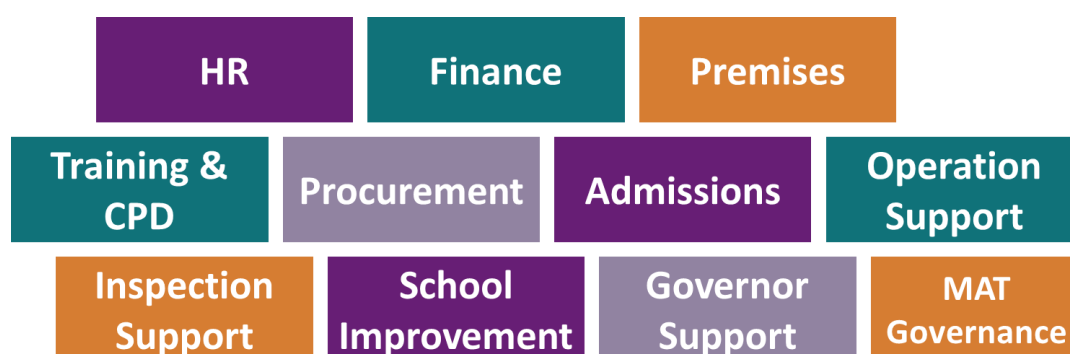 HR
Finance
Premises
Training &
CPD
Procurement
Admissions
Operation
Support
Inspection
Support
School
Improvement
Governor
Support
MAT
Governance